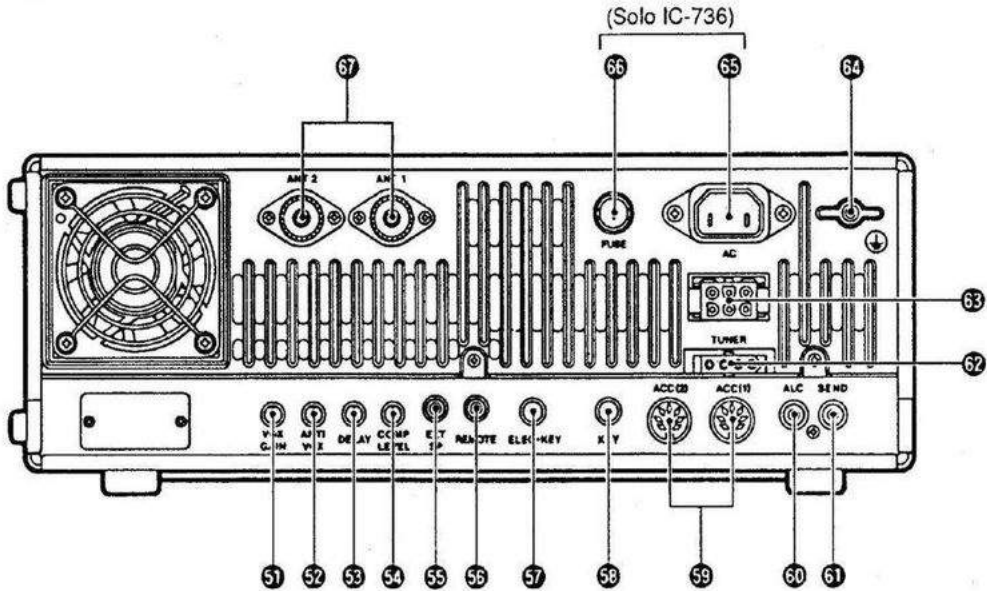 (Solo IC-736)
66 65 64
67
ANT 2 ANT 1
FUSE
AC
63
TUNER
62
ACC(2) ACC(1) ALC SEND
VOX GAIN
ANTI VOX
DELAY
COMP LEVEL
EXT SP
REMOTE
ELEC-KEY
KEY
51 52 53 54 55 56 57 58 59 60 61